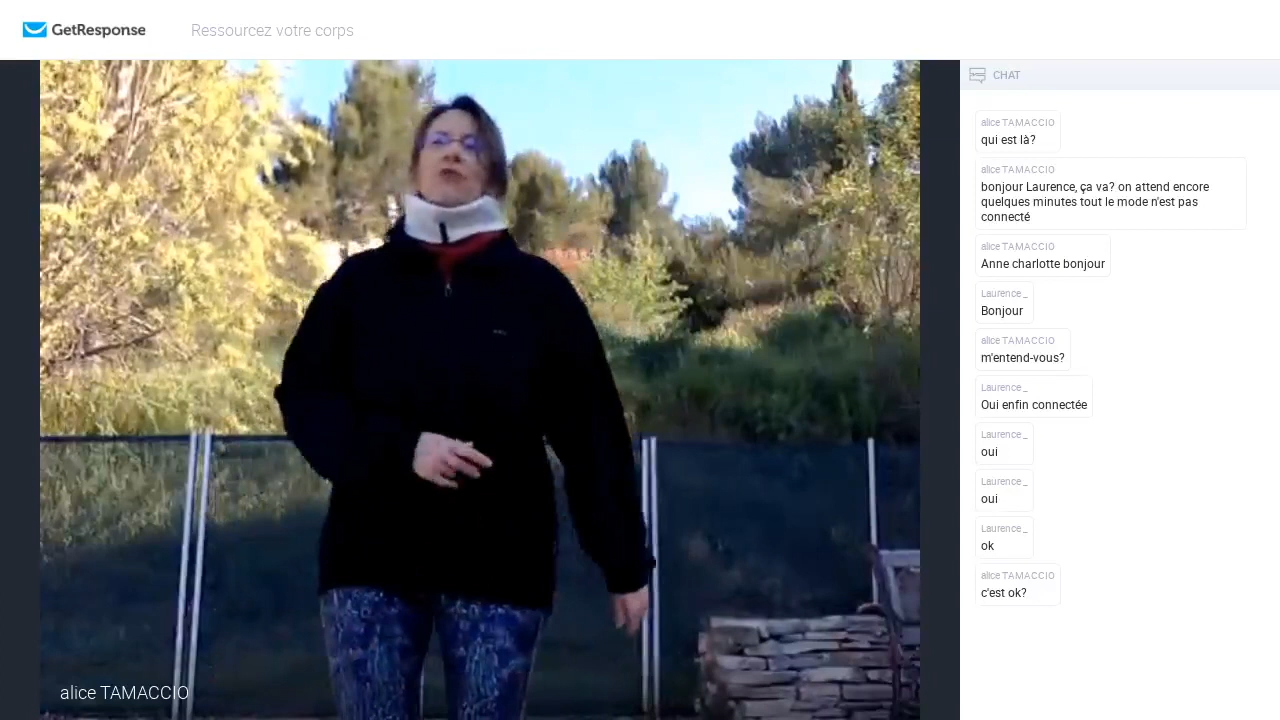 GetResponse
Ressourcez votre corps
CHAT
alice TAMACCIO
qui est là?
alice TAMACCIO
bonjour Laurence, ça va? on attend encore
quelques minutes tout le mode n'est pas
connecté
alice TAMACCIO
Anne charlotte bonjour
Laurence _
Bonjour
alice TAMACCIO
m'entend-vous?
Laurence _
Oui enfin connectée
Laurence _
oui
Laurence _
oui
Laurence _
ok
alice TAMACCIO
c'est ok?
alice TAMACCIO